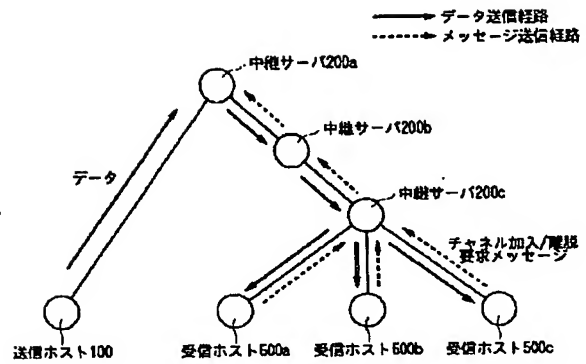 データ送信経路
メッセージ送信経路
中継サーバ200a
中継サーバ200b
データ
中継サーバ200c
チャネル加入/離脱
要求メッセージ
送信ホスト100
受信ホスト500a
受信ホスト500b
受信ホスト500c